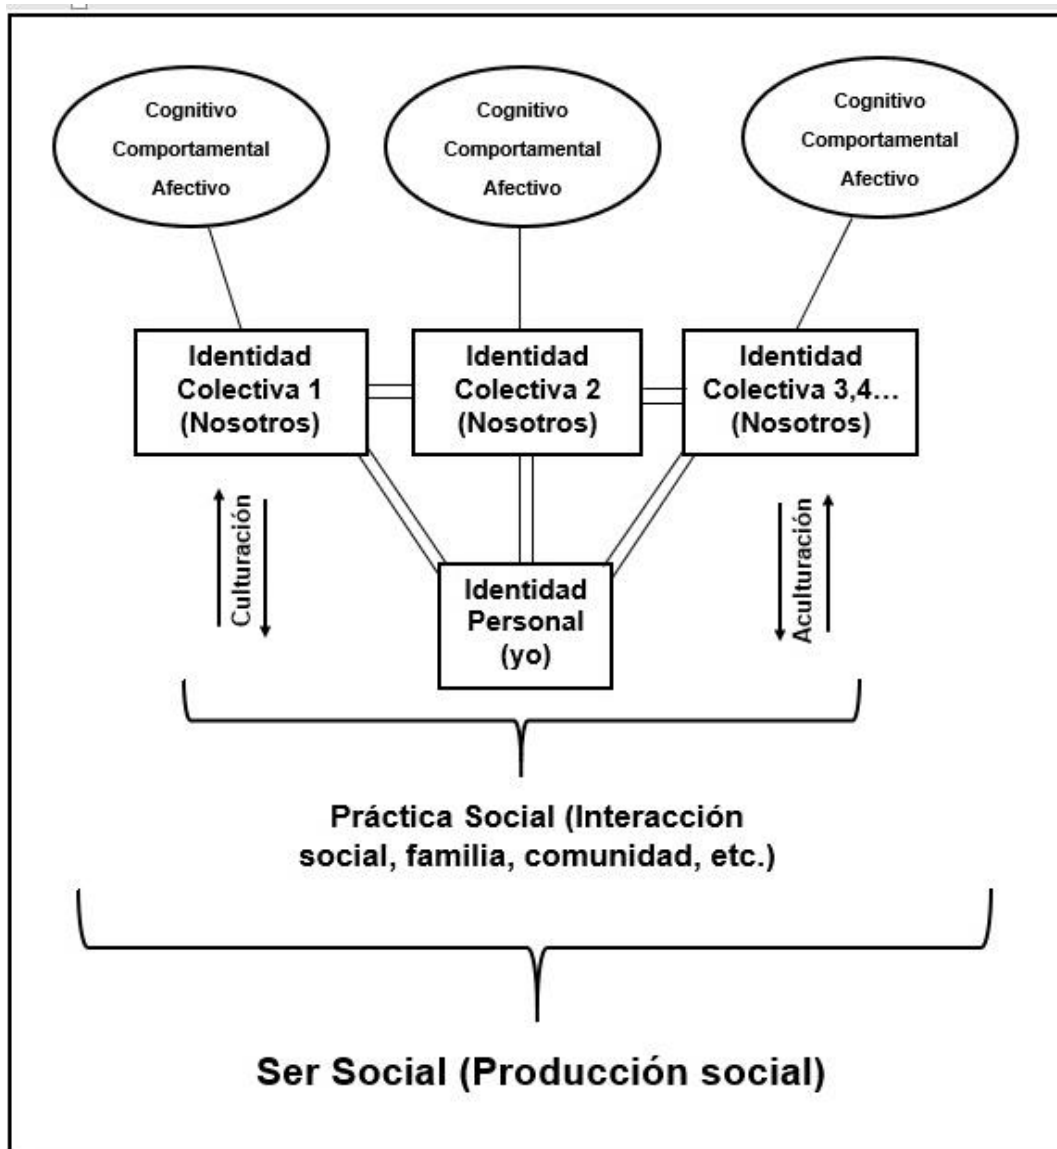 Cognitivo
Comportamental
Afectivo
Cognitivo
Comportamental
Afectivo
Cognitivo
Comportamental
Afectivo
Identidad
Colectiva 1
(Nosotros)
Identidad
Colectiva 2
(Nosotros)
Identidad
Colectiva 3,4…
(Nosotros)
Culturación
Aculturación
Identidad
Personal
(yo)
Práctica Social (Interacción
social, familia, comunidad, etc.)
Ser Social (Producción social)